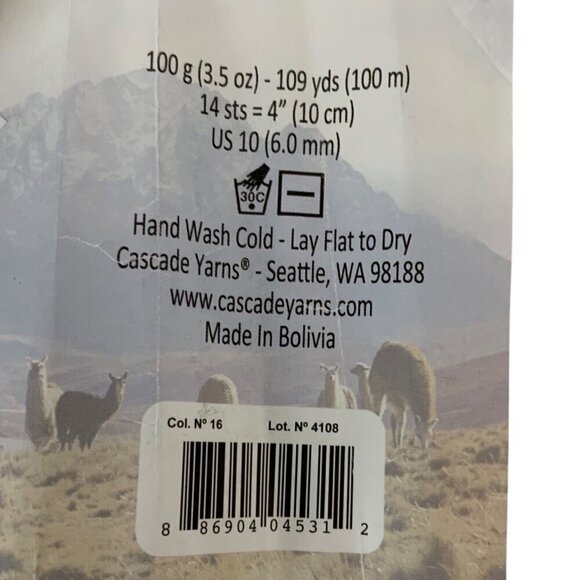 100 g (3.5 oz) - 109 yds (100 m)
14 sts = 4” (10 cm)
US 10 (6.0 mm)
30C
Hand Wash Cold - Lay Flat to Dry
Cascade Yarns® - Seattle, WA 98188
www.cascadeyarns.com
Made In Bolivia
Col. Nº 16 Lot. Nº 4108
8 86904 04531 2